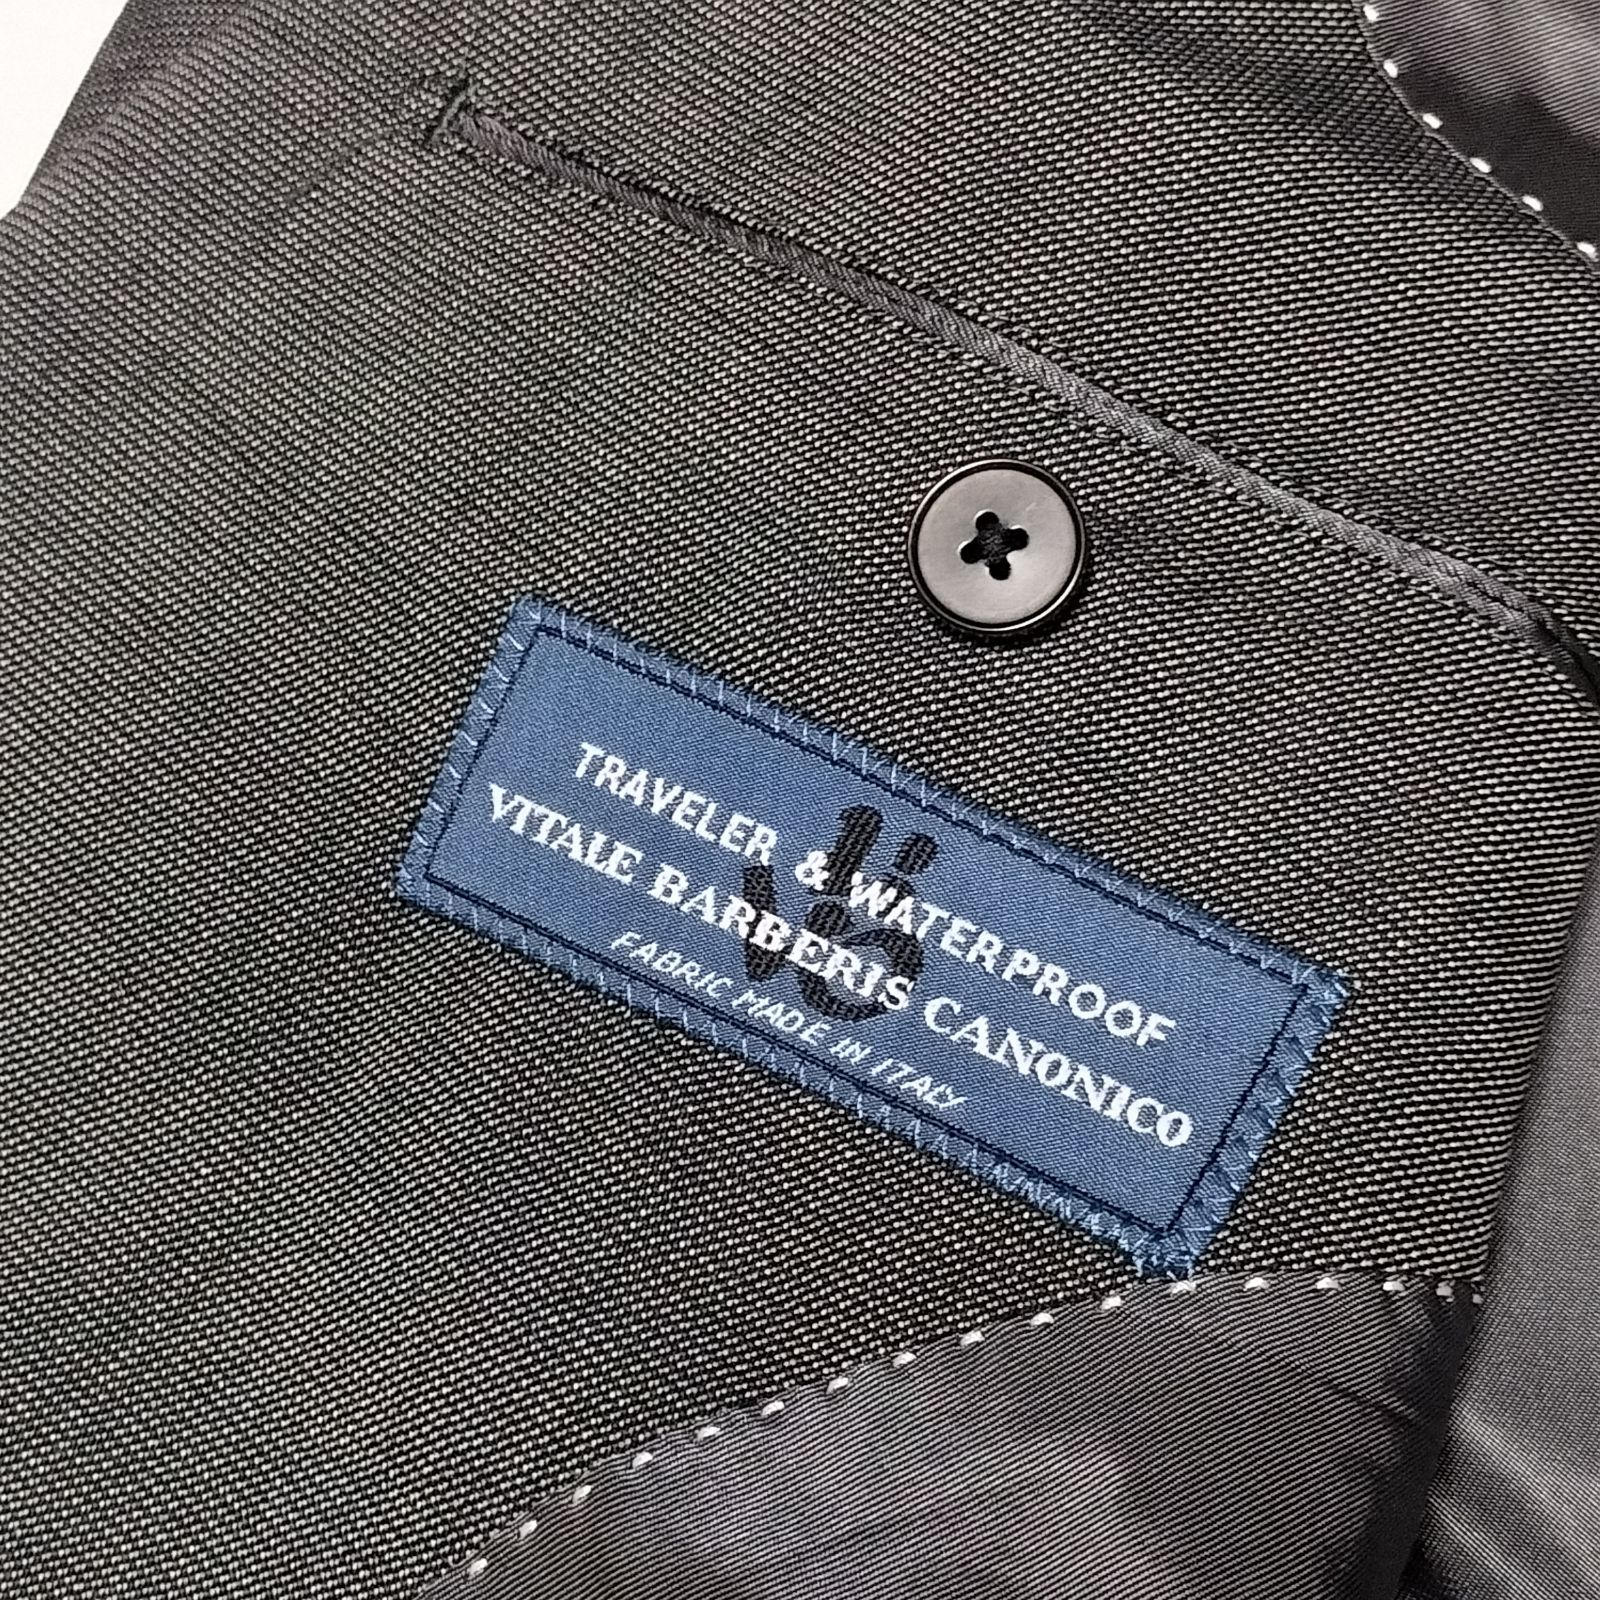 TRAVELER & WATERPROOF
VITALE BARBERIS CANONICO
FABRIC MADE IN ITALY